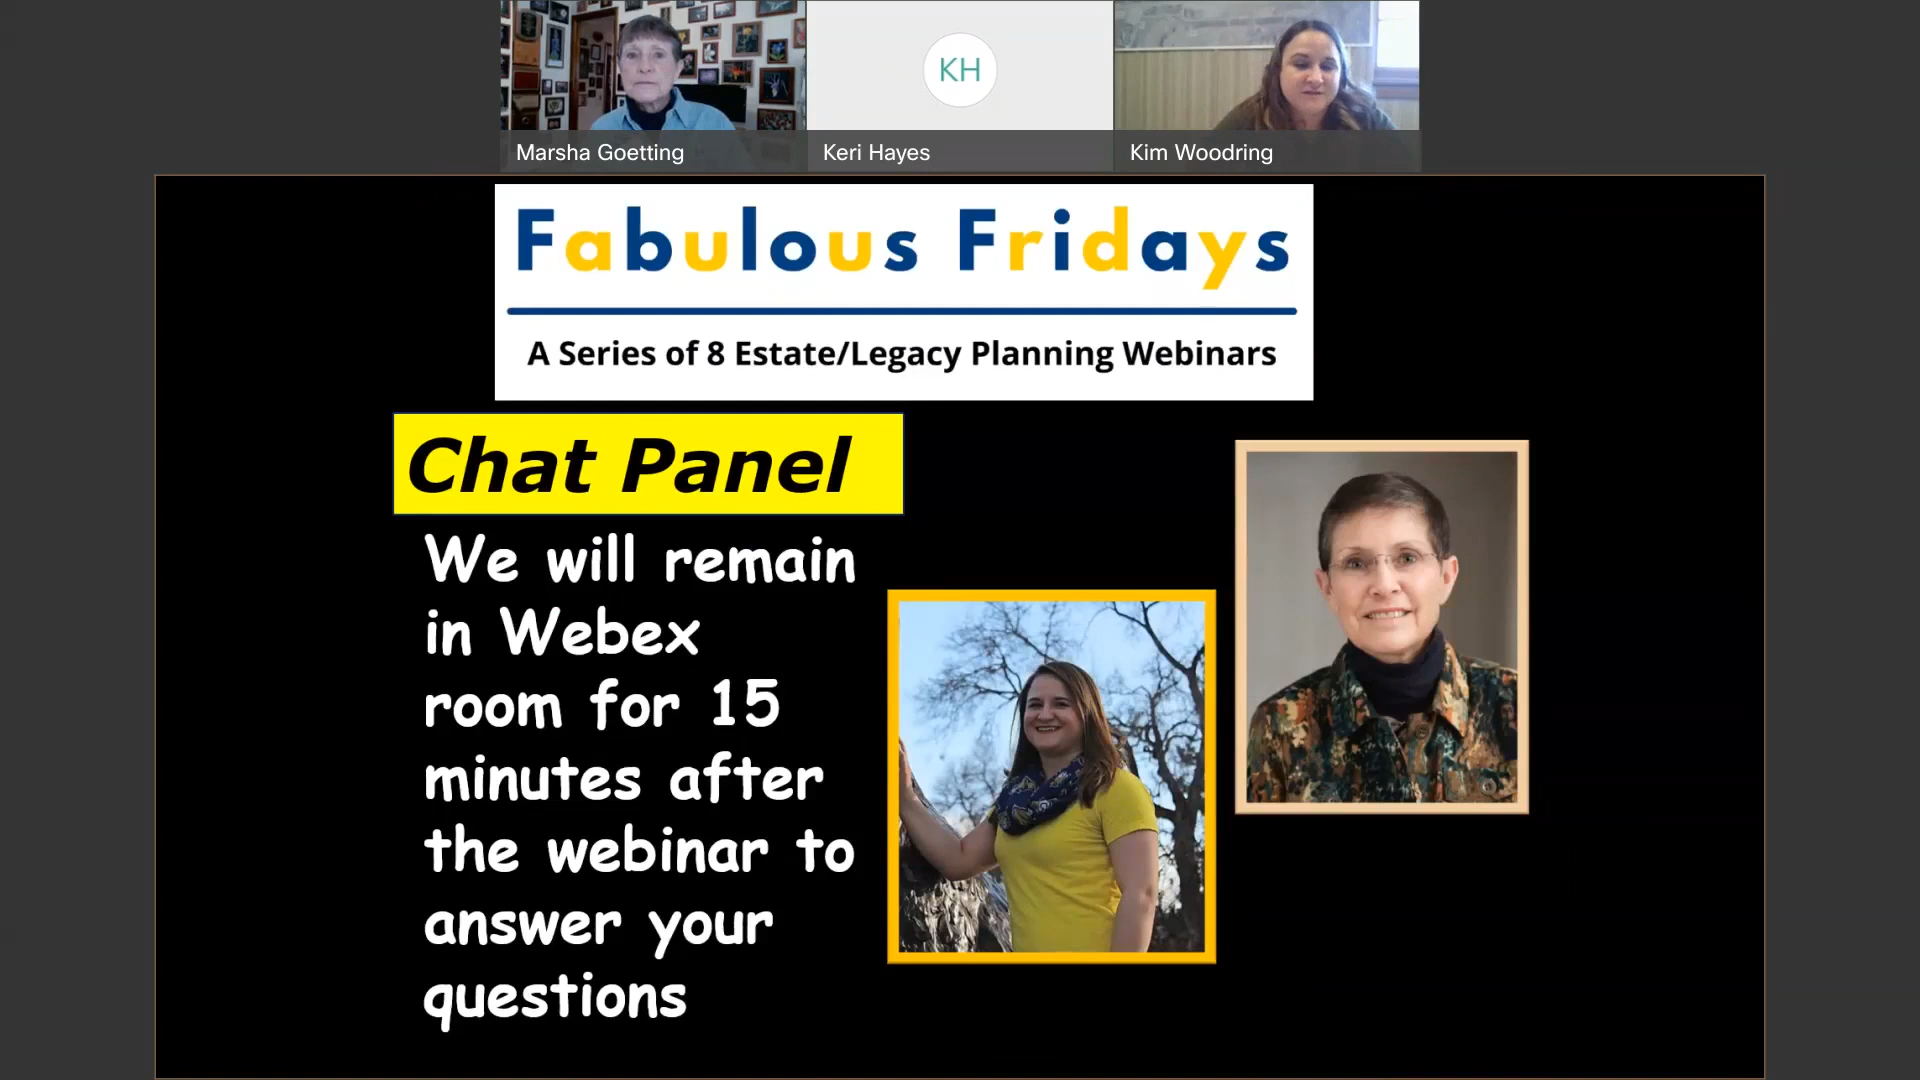 KH
Marsha Goetting
Keri Hayes
Kim Woodring
Fabulous Fridays
A Series of 8 Estate/Legacy Planning Webinars
Chat Panel
We will remain
in Webex
room for 15
minutes after
the webinar to
answer your
questions